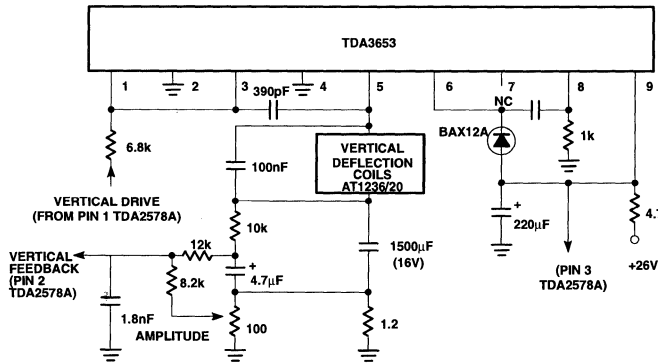 TDA3653
1 2 3 4 5 6 7 8 9
390pF
NC
6.8k
100nF
VERTICAL
DEFLECTION
COILS
AT1236/20
BAX12A
1k
VERTICAL DRIVE
(FROM PIN 1 TDA2578A)
10k
1500μF
(16V)
+
220μF
4.7
+26V
(PIN 3
TDA2578A)
VERTICAL
FEEDBACK
(PIN 2
TDA2578A)
12k
8.2k
+
4.7μF
1.8nF
AMPLITUDE
100
1.2